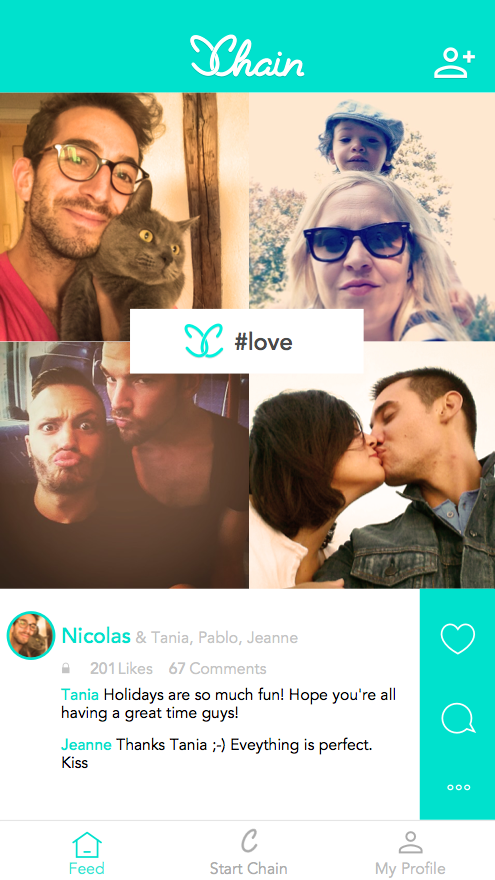 Chain
#love
Nicolas & Tania, Pablo, Jeanne
201 Likes 67 Comments
Tania Holidays are so much fun! Hope you're all
having a great time guys!
Jeanne Thanks Tania ;-) Eveything is perfect.
Kiss
Feed Start Chain My Profile